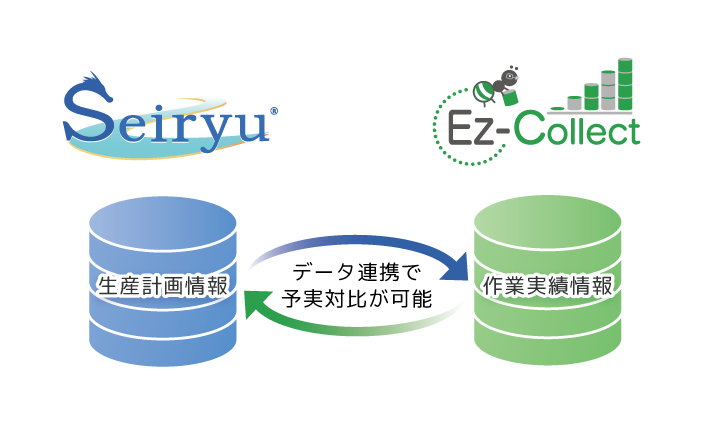 Seiryu®
Ez-Collect
生産計画情報
データ連携で
予実対比が可能
作業実績情報